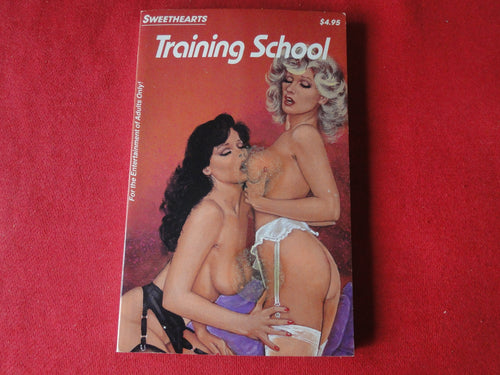 SWEETHEARTS
$4.95
Training School
For the Entertainment of Adults Only!